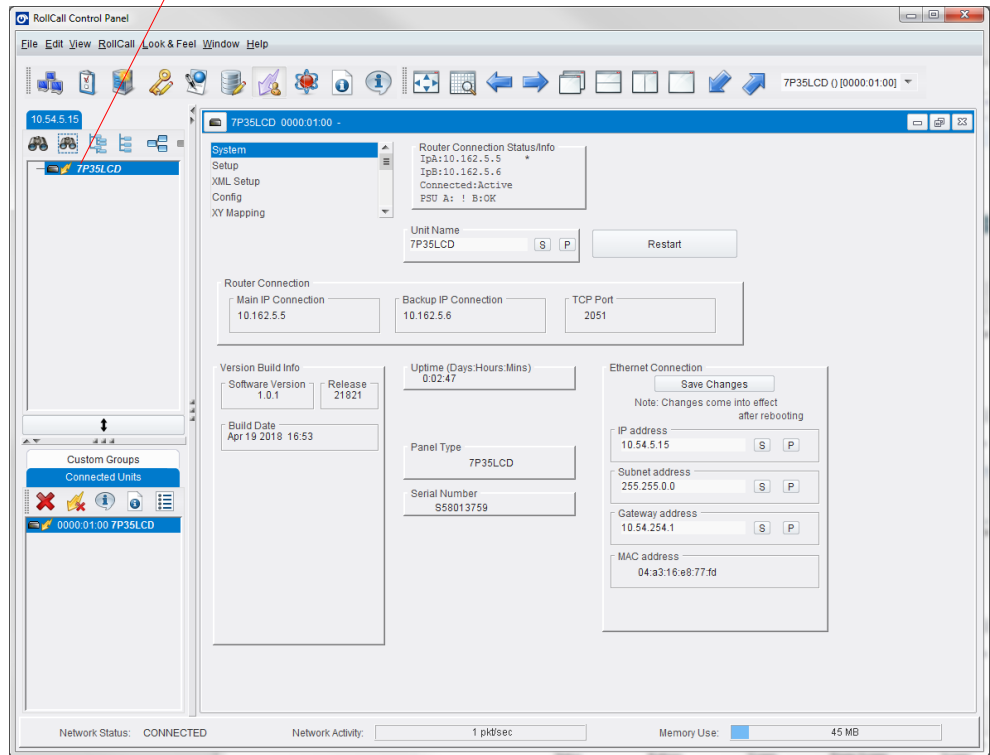 RollCall Control Panel
File Edit View RollCall Look & Feel Window Help
7P35LCD () [0000:01:00]
10.54.5.15
7P35LCD
Custom Groups
Connected Units
0000:01:00 7P35LCD
7P35LCD 0000:01:00 -
System
Setup
XML Setup
Config
XY Mapping
Router Connection Status/Info
IpA:10.162.5.5 *
IpB:10.162.5.6
Connected:Active
PSU A: ! B:OK
Unit Name
7P35LCD S P
Restart
Router Connection
Main IP Connection
10.162.5.5
Backup IP Connection
10.162.5.6
TCP Port
2051
Version Build Info
Software Version
1.0.1
Release
21821
Build Date
Apr 19 2018 16:53
Uptime (Days:Hours:Mins)
0:02:47
Panel Type
7P35LCD
Serial Number
S58013759
Ethernet Connection
Save Changes
Note: Changes come into effect
after rebooting
IP address
10.54.5.15 S P
Subnet address
255.255.0.0 S P
Gateway address
10.54.254.1 S P
MAC address
04:a3:16:e8:77:fd
Network Status: CONNECTED
Network Activity: 1 pkt/sec
Memory Use: 45 MB